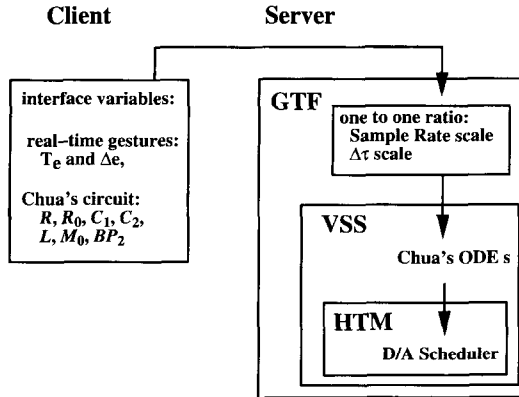 Client
Server
interface variables:
real-time gestures:
Te and Δe,
Chua's circuit:
R, R0, C1, C2,
L, M0, BP2
GTF
one to one ratio:
Sample Rate scale
Δτ scale
VSS
Chua's ODE s
HTM
D/A Scheduler